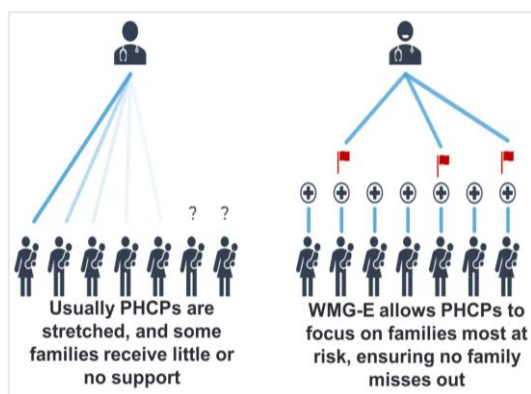 ? ?
Usually PHCPs are
stretched, and some
families receive little or
no support
WMG-E allows PHCPs to
focus on families most at
risk, ensuring no family
misses out